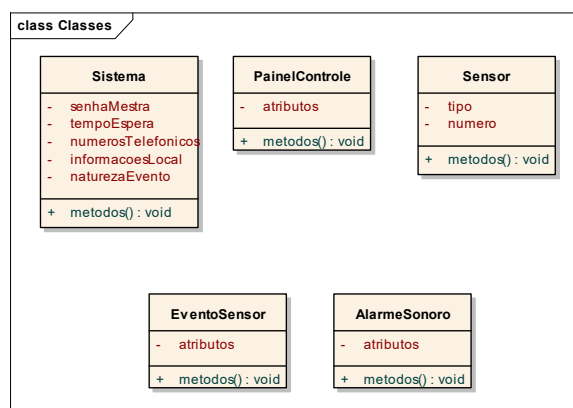 class Classes
Sistema
- senhaMestra
- tempoEspera
- numerosTelefonicos
- informacoesLocal
- naturezaEvento
+ metodos() : void
PainelControle
- atributos
+ metodos() : void
Sensor
- tipo
- numero
+ metodos() : void
EventoSensor
- atributos
+ metodos() : void
AlarmeSonoro
- atributos
+ metodos() : void